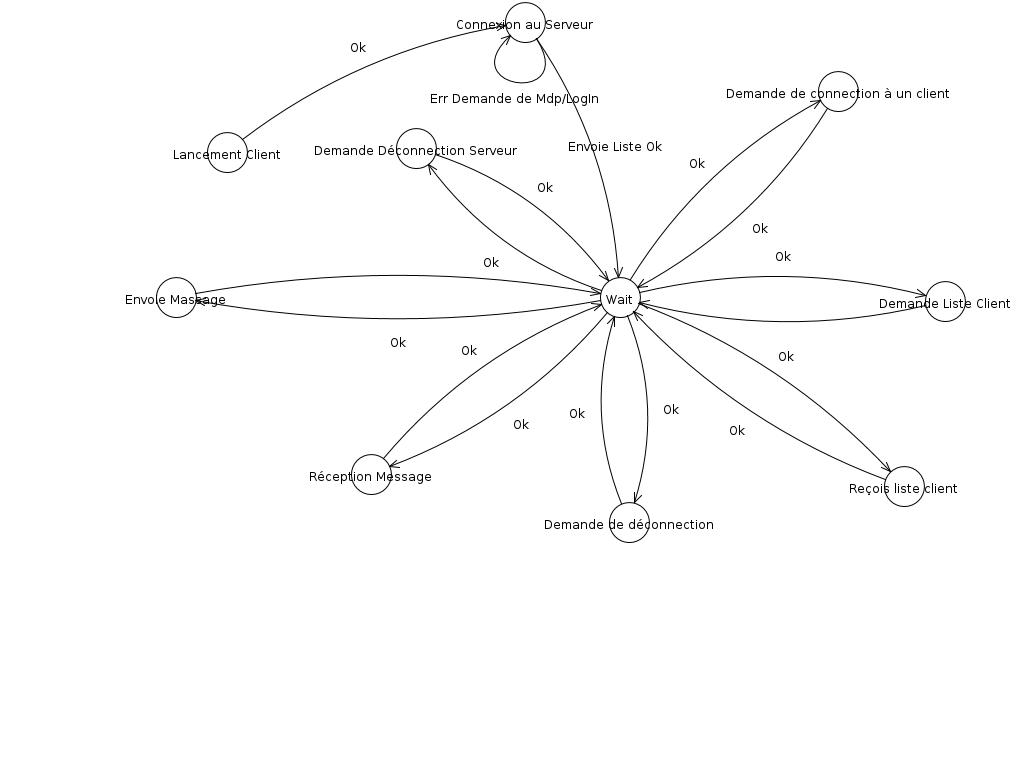 Connexion au Serveur
Ok
Err Demande de Mdp/LogIn
Demande de connection à un client
Lancement Client
Demande Déconnection Serveur
Envoie Liste Ok
Ok
Ok
Ok
Ok
Ok
Envoie Massage
Wait
Demande Liste Client
Ok
Ok
Ok
Ok
Ok
Ok
Ok
Réception Message
Reçois liste client
Demande de déconnection